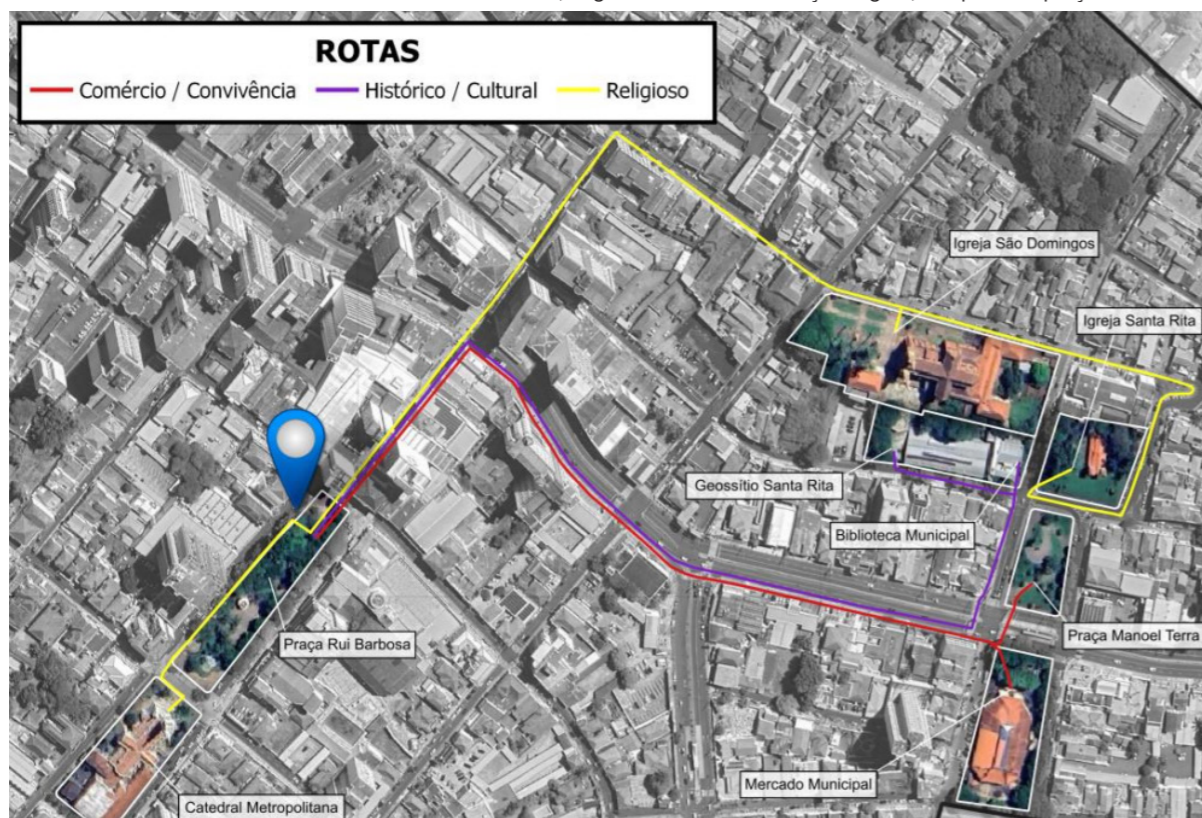 ROTAS
Comércio / Convivência
Histórico / Cultural
Religioso
Igreja São Domingos
Igreja Santa Rita
Geossítio Santa Rita
Biblioteca Municipal
Praça Rui Barbosa
Praça Manoel Terra
Mercado Municipal
Catedral Metropolitana